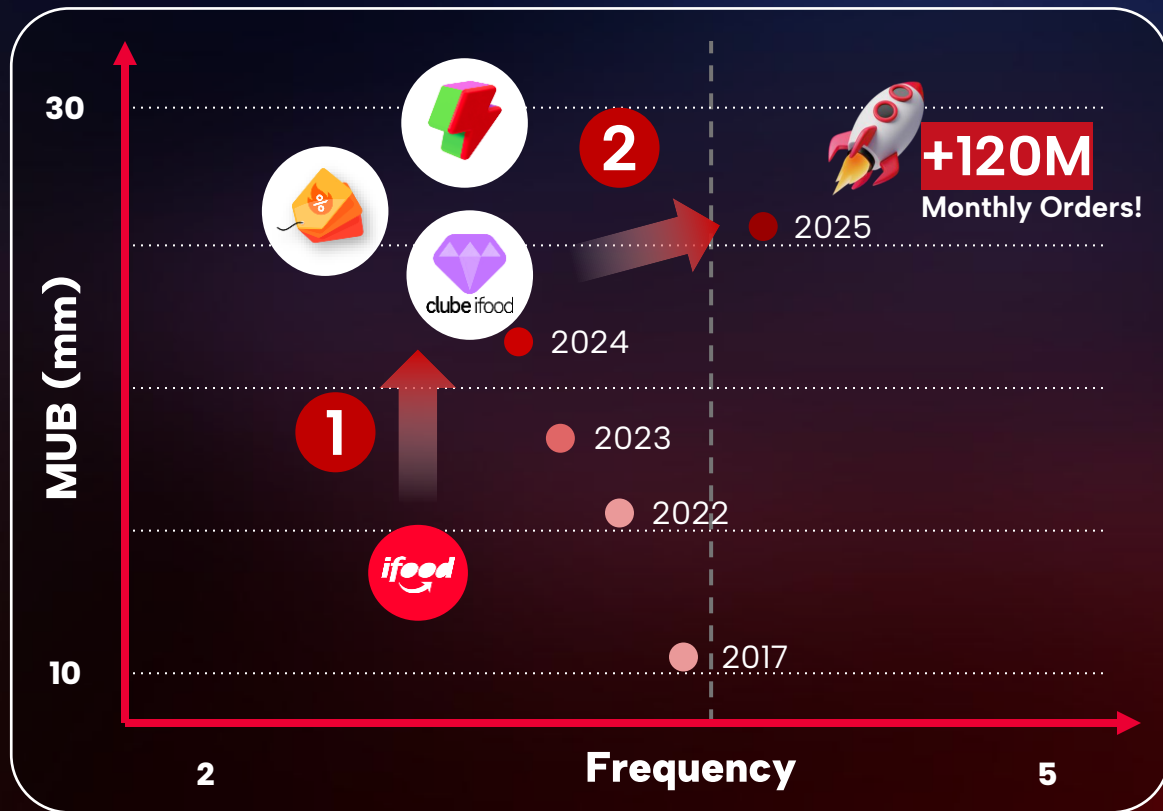 30
2
+120M
Monthly Orders!
%
2025
clube ifood
2024
MUB (mm)
1
2023
2022
ifood
10
2017
2
Frequency
5